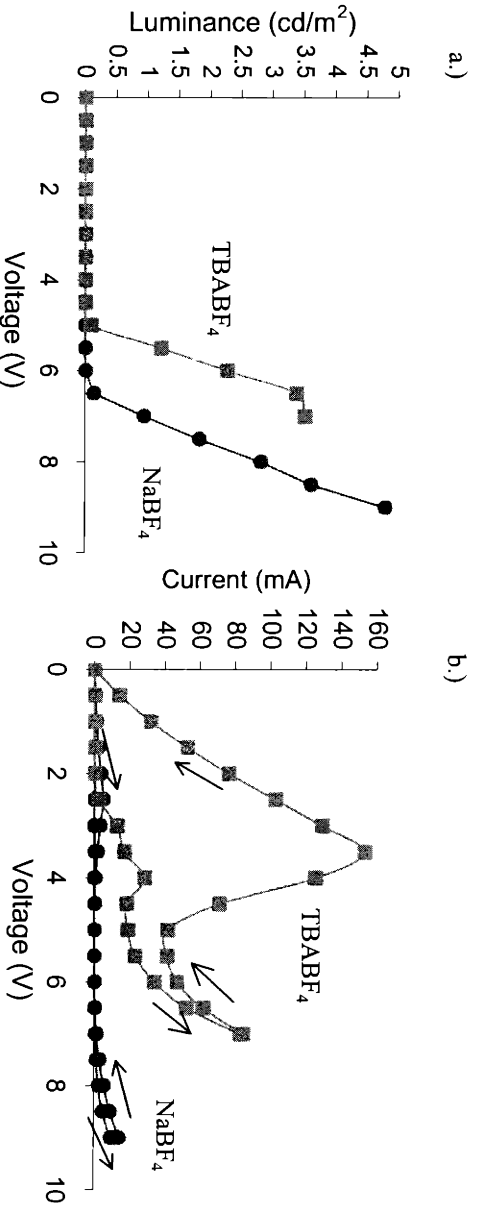 a.)
Luminance (cd/m²)
5
4.5
4
3.5
3
2.5
2
1.5
1
0.5
0
0 2 4 6 8 10
Voltage (V)
TBABF₄
NaBF₄
b.)
Current (mA)
160
140
120
100
80
60
40
20
0
0 2 4 6 8 10
Voltage (V)
TBABF₄
NaBF₄